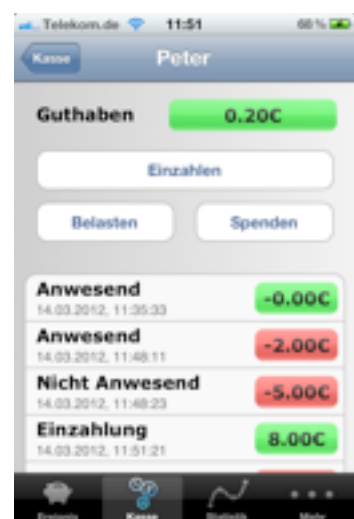 Telekom.de 11:51 68 %
Kasse Peter
Guthaben 0.20€
Einzahlen
Belasten Spenden
Anwesend -0.00€
14.03.2012, 11:35:33
Anwesend -2.00€
14.03.2012, 11:48:11
Nicht Anwesend -5.00€
14.03.2012, 11:48:23
Einzahlung 8.00€
14.03.2012, 11:51:21
Ereignis Kasse Statistik Mehr